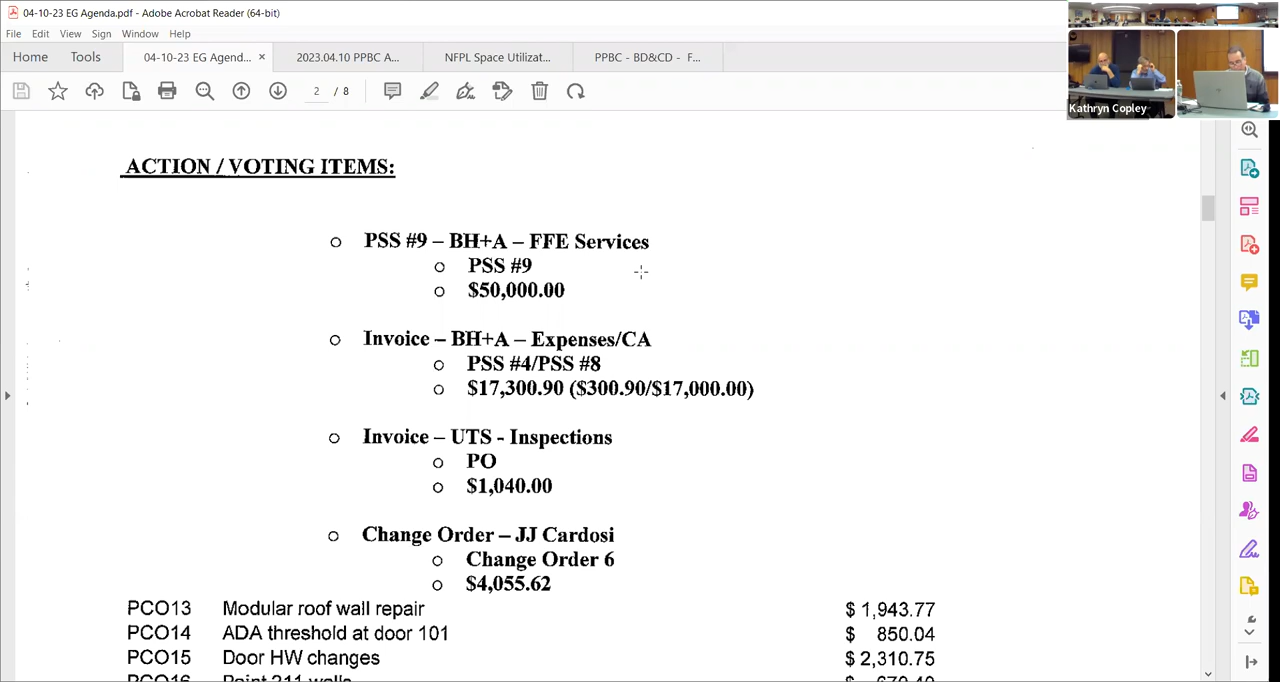 04-10-23 EG Agenda.pdf - Adobe Acrobat Reader (64-bit)
File Edit View Sign Window Help
Home Tools 04-10-23 EG Agend... × 2023.04.10 PPBC A... NFPL Space Utilizat... PPBC - BD&CD - F...
2 / 8
Kathryn Copley
ACTION / VOTING ITEMS:
PSS #9 – BH+A – FFE Services
PSS #9
$50,000.00
Invoice – BH+A – Expenses/CA
PSS #4/PSS #8
$17,300.90 ($300.90/$17,000.00)
Invoice – UTS - Inspections
PO
$1,040.00
Change Order – JJ Cardosi
Change Order 6
$4,055.62
PCO13 Modular roof wall repair $ 1,943.77
PCO14 ADA threshold at door 101 $ 850.04
PCO15 Door HW changes $ 2,310.75
PCO16 Paint 211 walls